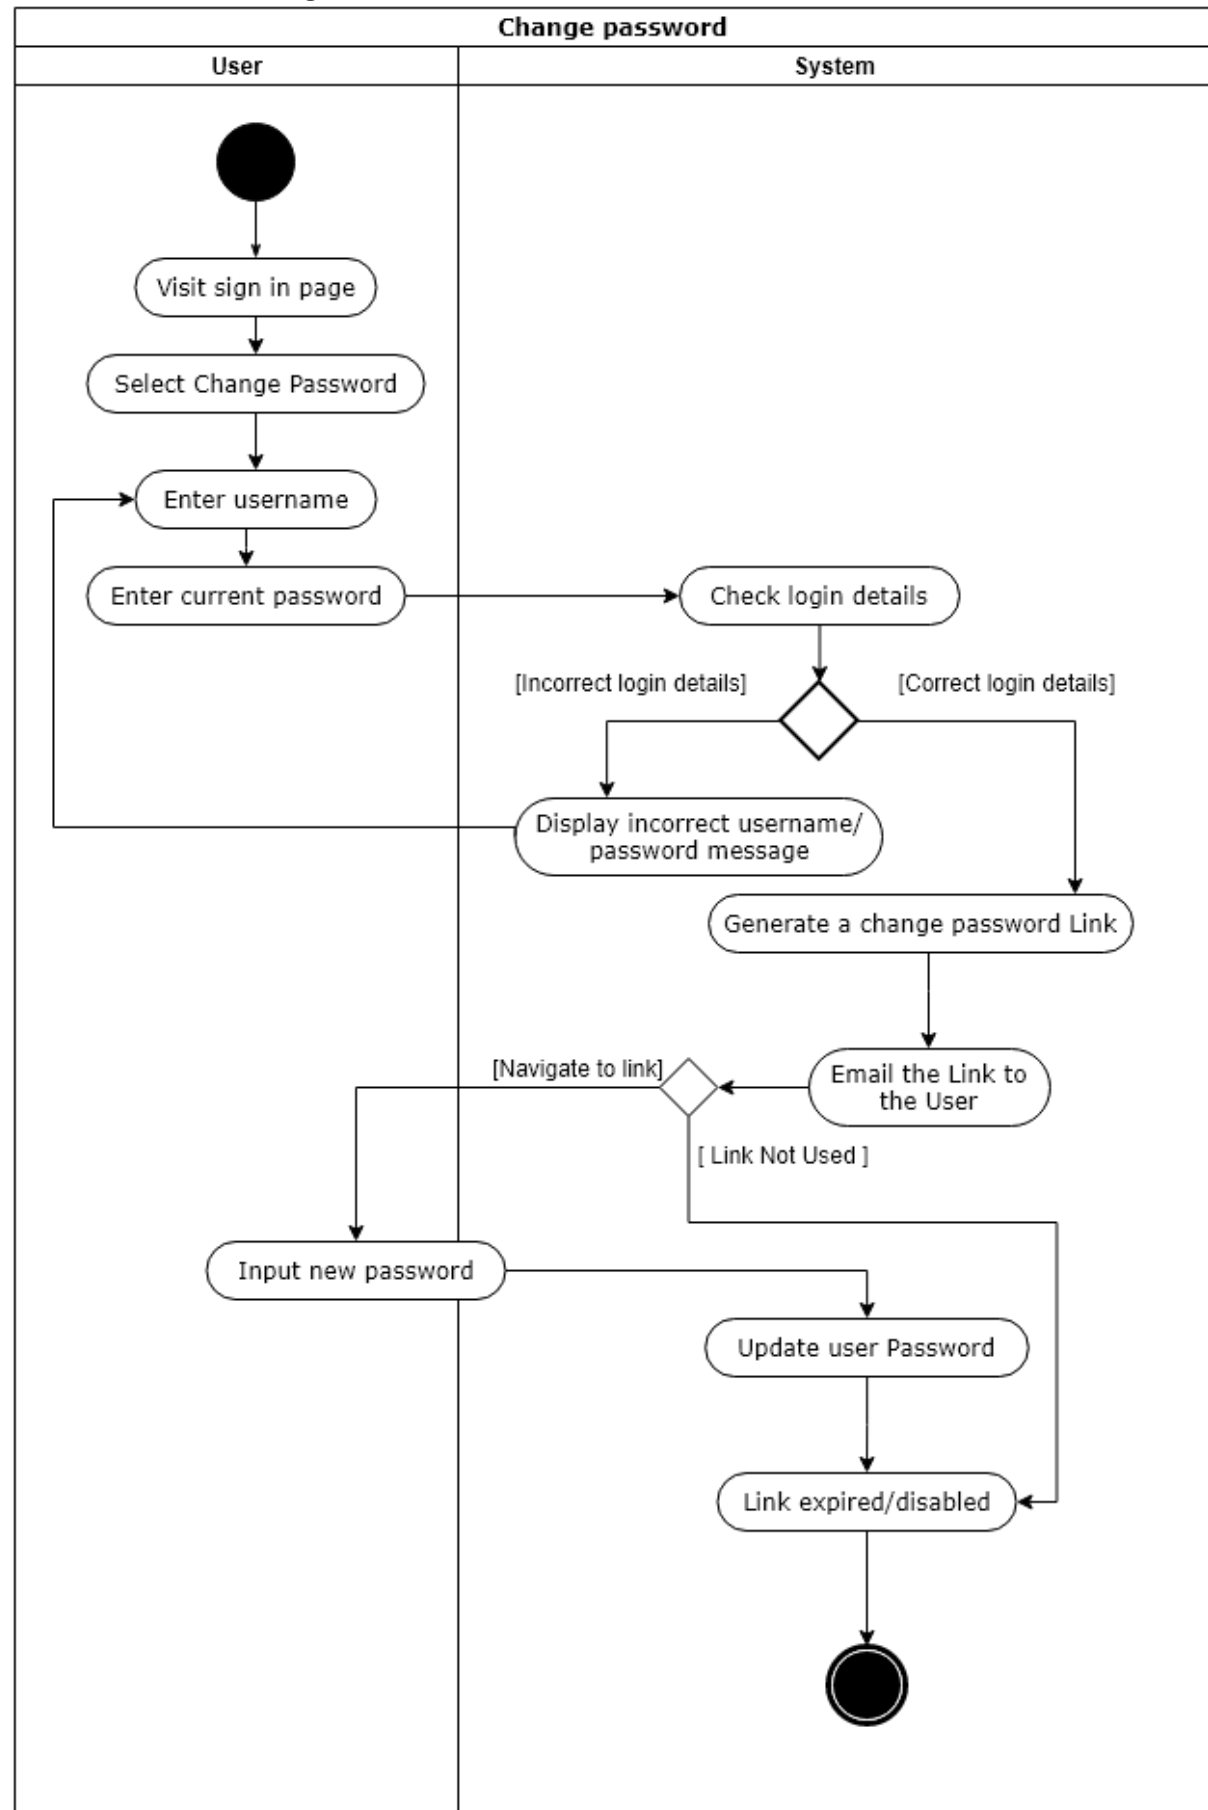 Change password
User
System
Visit sign in page
Select Change Password
Enter username
Enter current password
Check login details
[Incorrect login details]
[Correct login details]
Display incorrect username/
password message
Generate a change password Link
Email the Link to
the User
[Navigate to link]
[ Link Not Used ]
Input new password
Update user Password
Link expired/disabled